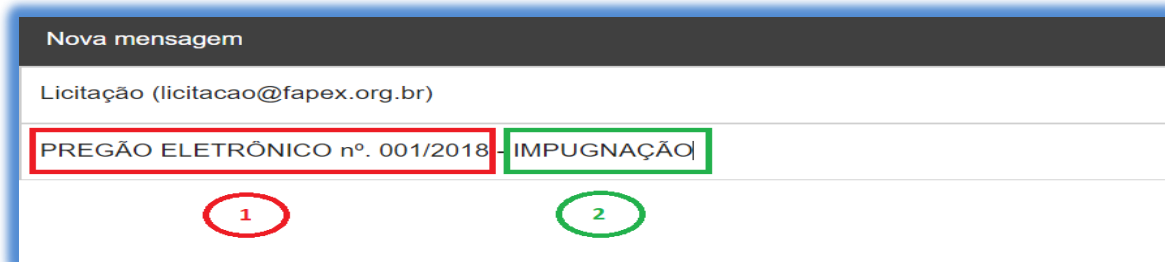 Nova mensagem
Licitação (licitacao@fapex.org.br)
PREGÃO ELETRÔNICO nº. 001/2018 - IMPUGNAÇÃO
1 2